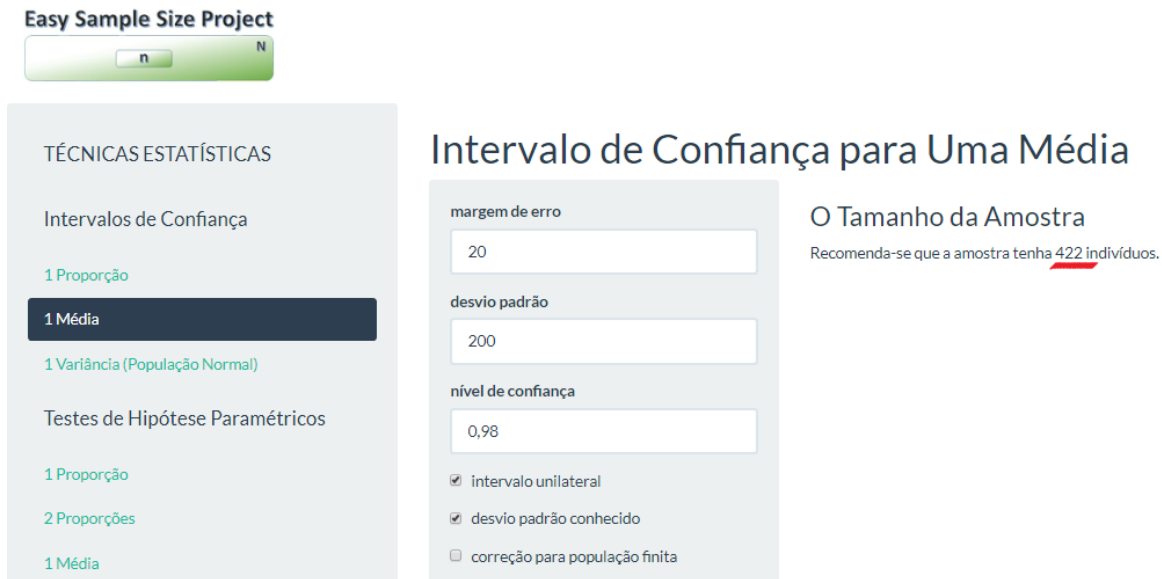 Easy Sample Size Project
n
N
TÉCNICAS ESTATÍSTICAS
Intervalos de Confiança
1 Proporção
1 Média
1 Variância (População Normal)
Testes de Hipótese Paramétricos
1 Proporção
2 Proporções
1 Média
Intervalo de Confiança para Uma Média
margem de erro
20
desvio padrão
200
nível de confiança
0,98
intervalo unilateral
desvio padrão conhecido
correção para população finita
O Tamanho da Amostra
Recomenda-se que a amostra tenha 422 indivíduos.